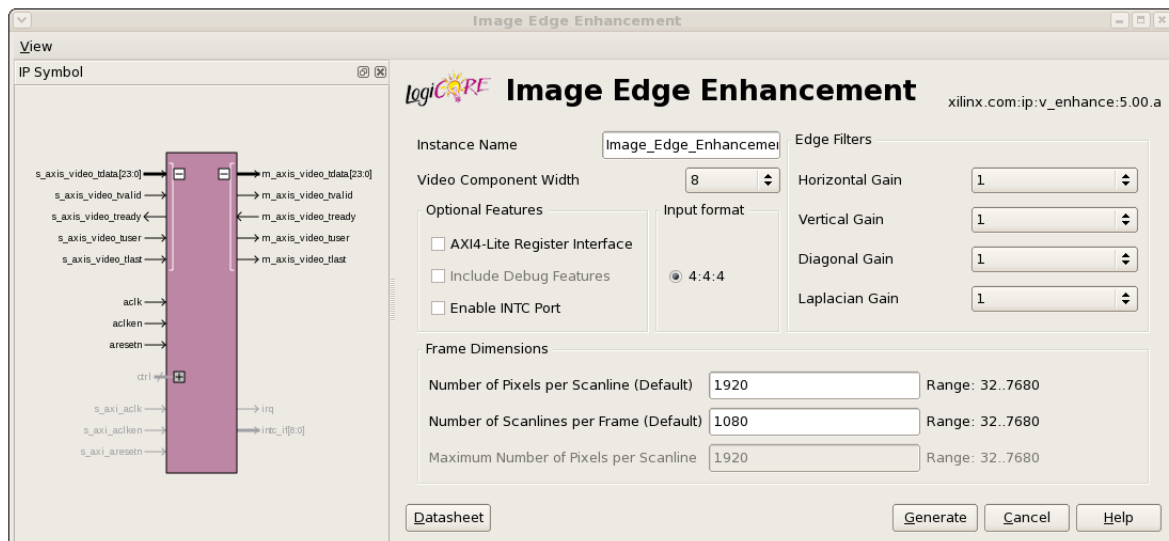 Image Edge Enhancement
View
IP Symbol
s_axis_video_tdata[23:0]
s_axis_video_tvalid
s_axis_video_tready
s_axis_video_tuser
s_axis_video_tlast
aclk
aclken
aresetn
ctrl
s_axi_aclk
s_axi_aclken
s_axi_aresetn
m_axis_video_tdata[23:0]
m_axis_video_tvalid
m_axis_video_tready
m_axis_video_tuser
m_axis_video_tlast
irq
intc_if[8:0]
LogiCORE
Image Edge Enhancement
xilinx.com:ip:v_enhance:5.00.a
Instance Name Image_Edge_Enhancemen
Video Component Width 8
Optional Features
AXI4-Lite Register Interface
Include Debug Features
Enable INTC Port
Input format
4:4:4
Edge Filters
Horizontal Gain 1
Vertical Gain 1
Diagonal Gain 1
Laplacian Gain 1
Frame Dimensions
Number of Pixels per Scanline (Default) 1920 Range: 32..7680
Number of Scanlines per Frame (Default) 1080 Range: 32..7680
Maximum Number of Pixels per Scanline 1920 Range: 32..7680
Datasheet Generate Cancel Help